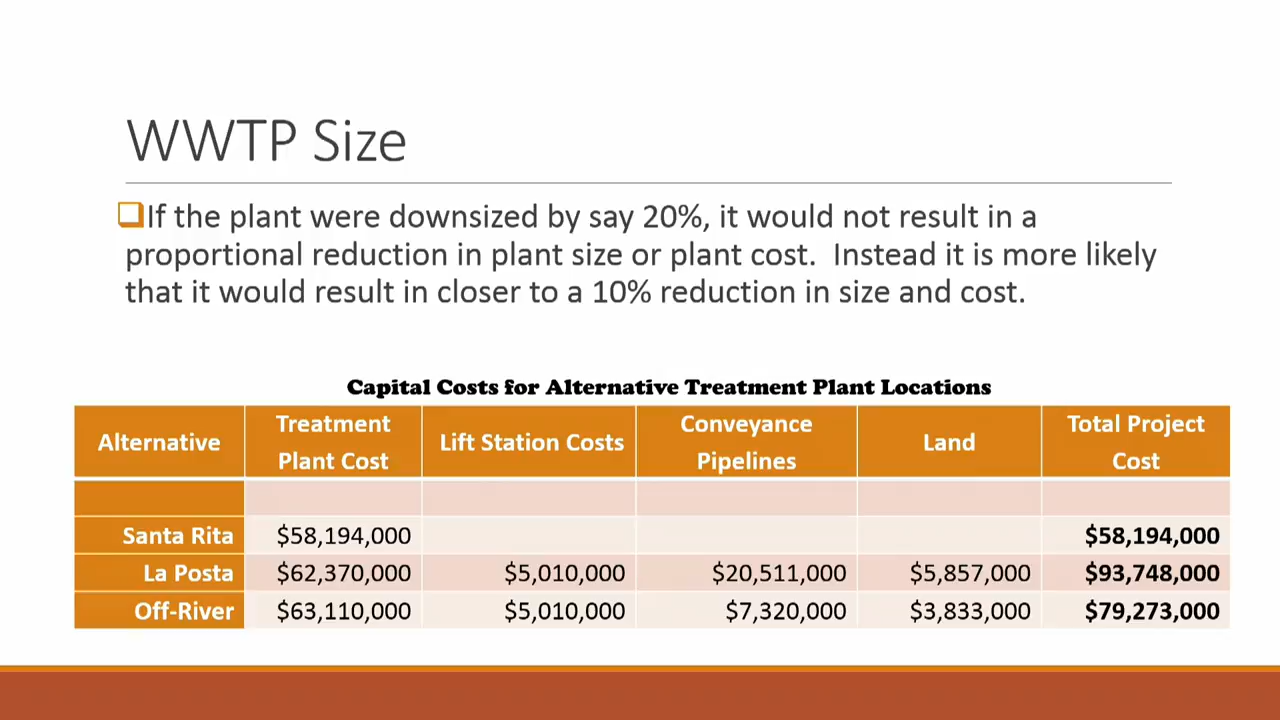 WWTP Size
If the plant were downsized by say 20%, it would not result in a
proportional reduction in plant size or plant cost. Instead it is more likely
that it would result in closer to a 10% reduction in size and cost.
Capital Costs for Alternative Treatment Plant Locations
Alternative Treatment Plant Cost Lift Station Costs Conveyance Pipelines Land Total Project Cost
Santa Rita $58,194,000 $58,194,000
La Posta $62,370,000 $5,010,000 $20,511,000 $5,857,000 $93,748,000
Off-River $63,110,000 $5,010,000 $7,320,000 $3,833,000 $79,273,000